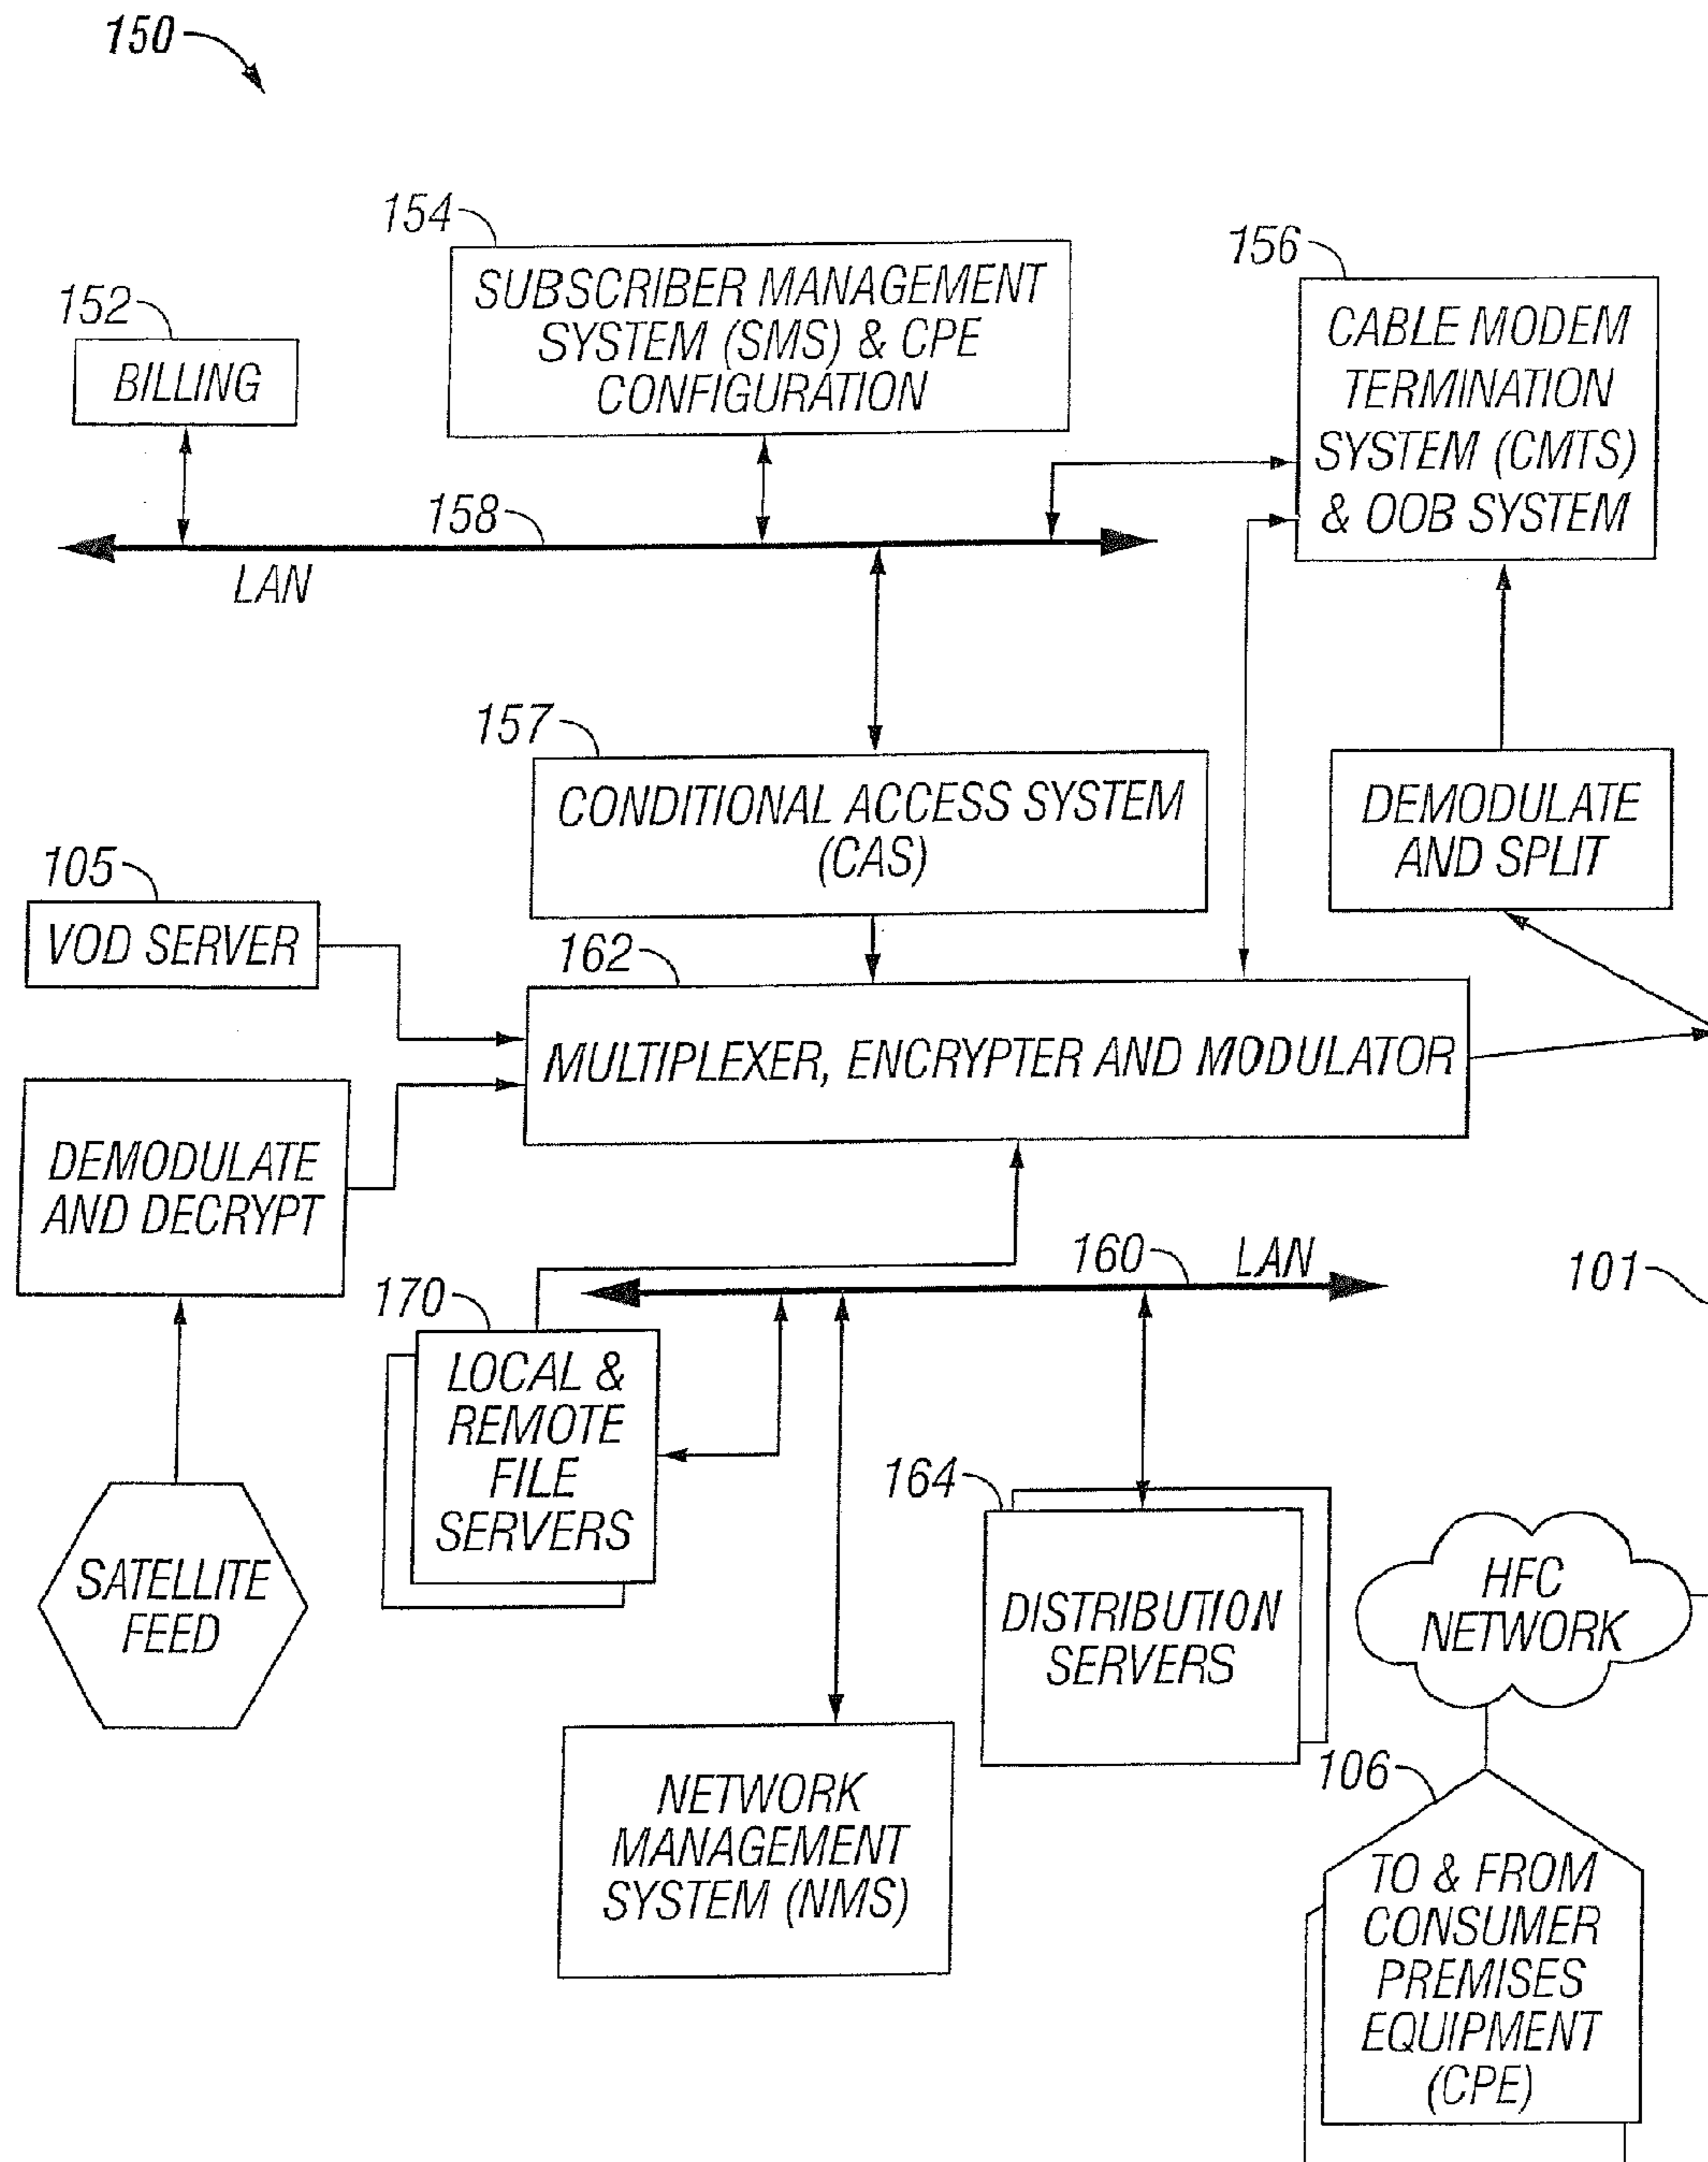 150
154
SUBSCRIBER MANAGEMENT
SYSTEM (SMS) & CPE
CONFIGURATION
156
CABLE MODEM
TERMINATION
SYSTEM (CMTS)
& OOB SYSTEM
152
BILLING
158
LAN
157
CONDITIONAL ACCESS SYSTEM
(CAS)
DEMODULATE
AND SPLIT
105
VOD SERVER
162
MULTIPLEXER, ENCRYPTER AND MODULATOR
DEMODULATE
AND DECRYPT
160
LAN
101
170
LOCAL &
REMOTE
FILE
SERVERS
164
DISTRIBUTION
SERVERS
SATELLITE
FEED
HFC
NETWORK
NETWORK
MANAGEMENT
SYSTEM (NMS)
106
TO & FROM
CONSUMER
PREMISES
EQUIPMENT
(CPE)